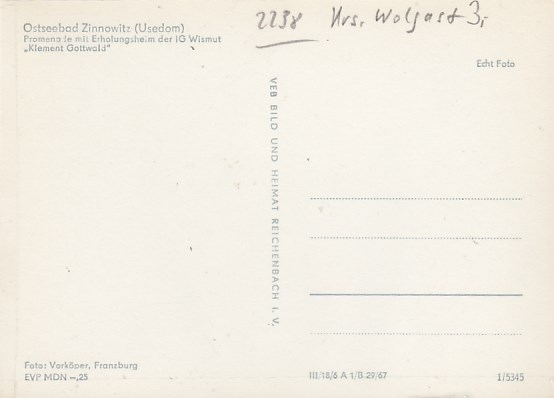 2238 Krs. Wolgast 3,-
Ostseebad Zinnowitz (Usedom)
Promenade mit Erholungsheim der IG Wismut
„Klement Gottwald"
Echt Foto
VEB BILD UND HEIMAT REICHENBACH I. V.
Foto: Vorköper, Franzburg
EVP MDN –,25
III/18/6 A 1/B 29/67
1/5345